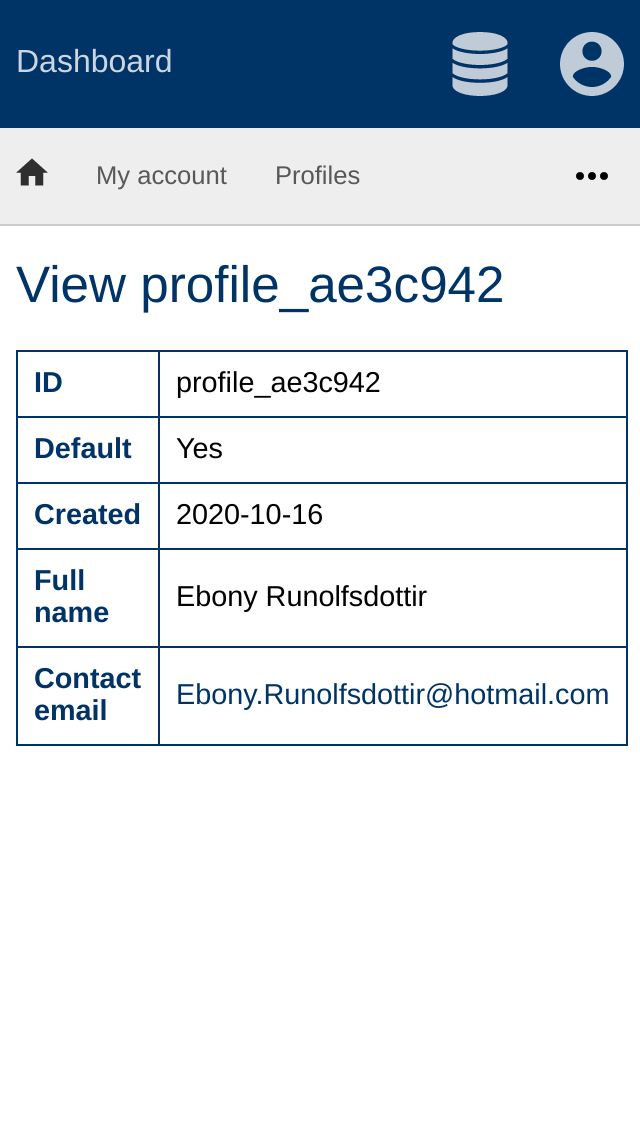 Dashboard
My account Profiles
View profile_ae3c942
ID profile_ae3c942
Default Yes
Created 2020-10-16
Full
name
Ebony Runolfsdottir
Contact
email
Ebony.Runolfsdottir@hotmail.com